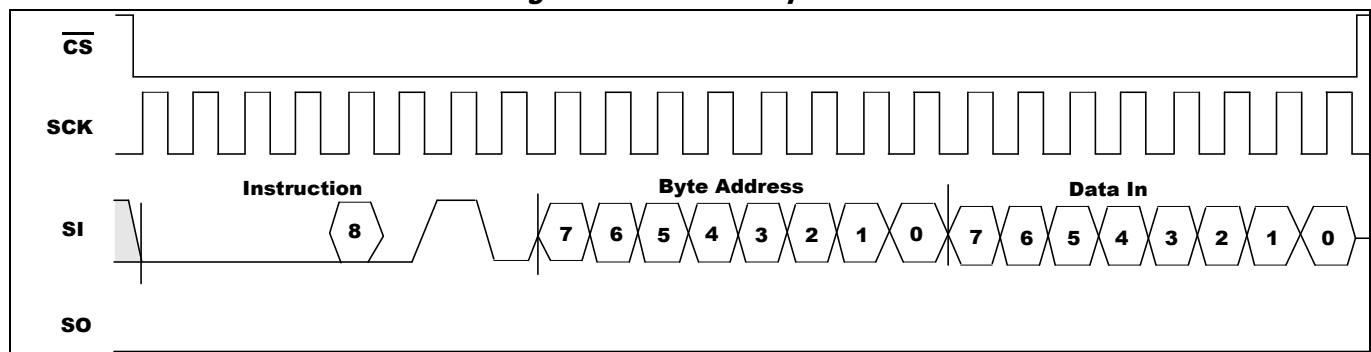 CS
SCK
Instruction Byte Address Data In
SI 8 7 6 5 4 3 2 1 0 7 6 5 4 3 2 1 0
SO